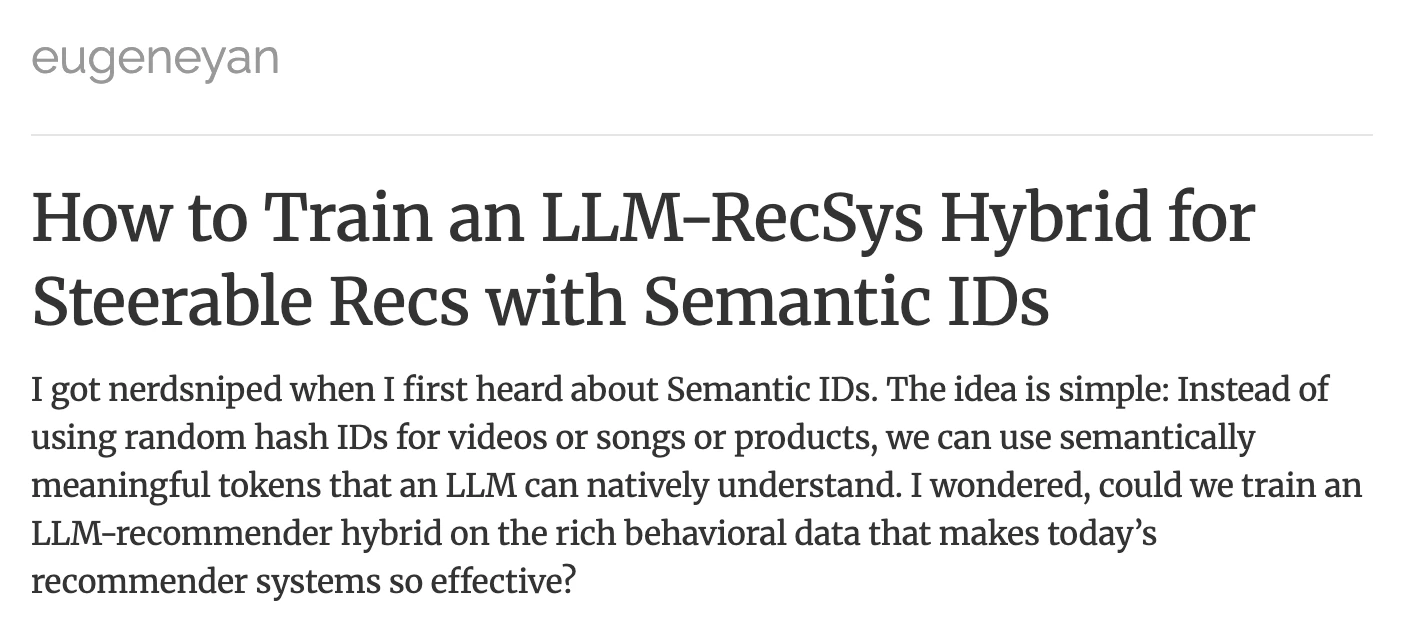 eugeneyan
How to Train an LLM-RecSys Hybrid for
Steerable Recs with Semantic IDs
I got nerdsniped when I first heard about Semantic IDs. The idea is simple: Instead of
using random hash IDs for videos or songs or products, we can use semantically
meaningful tokens that an LLM can natively understand. I wondered, could we train an
LLM-recommender hybrid on the rich behavioral data that makes today’s
recommender systems so effective?